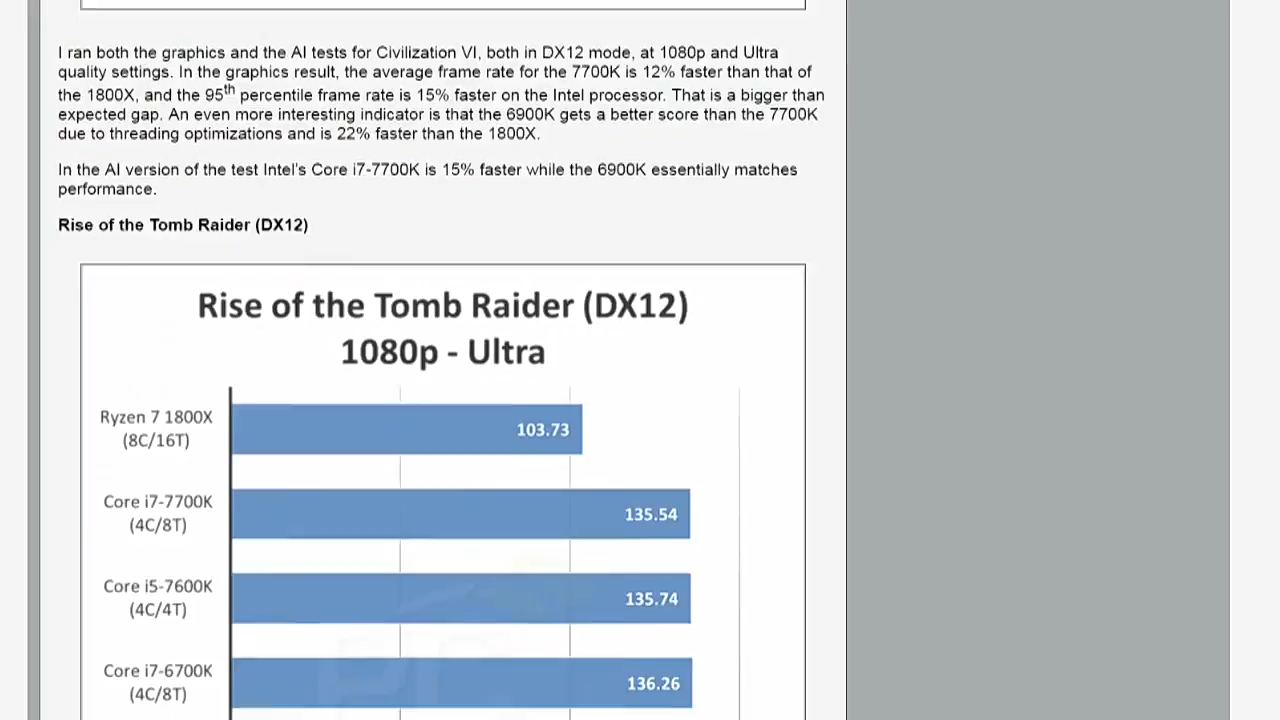 I ran both the graphics and the AI tests for Civilization VI, both in DX12 mode, at 1080p and Ultra
quality settings. In the graphics result, the average frame rate for the 7700K is 12% faster than that of
the 1800X, and the 95th percentile frame rate is 15% faster on the Intel processor. That is a bigger than
expected gap. An even more interesting indicator is that the 6900K gets a better score than the 7700K
due to threading optimizations and is 22% faster than the 1800X.
In the AI version of the test Intel's Core i7-7700K is 15% faster while the 6900K essentially matches
performance.
Rise of the Tomb Raider (DX12)
Rise of the Tomb Raider (DX12)
1080p - Ultra
Ryzen 7 1800X
(8C/16T)
103.73
Core i7-7700K
(4C/8T)
135.54
Core i5-7600K
(4C/4T)
135.74
Core i7-6700K
(4C/8T)
136.26